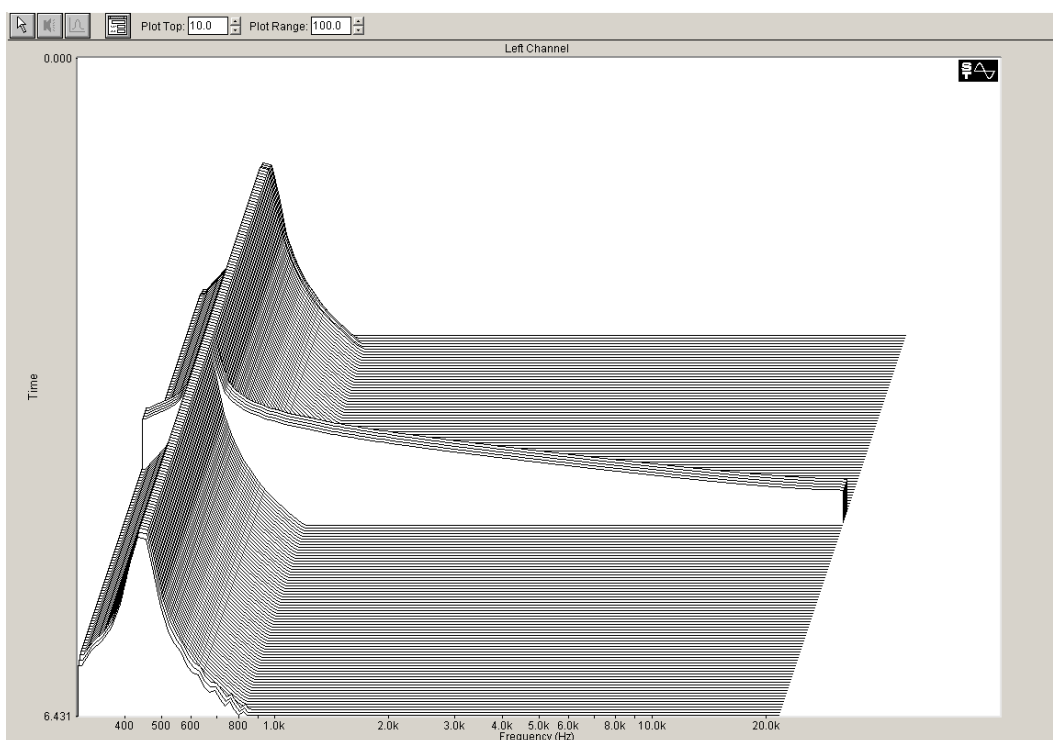 Plot Top: 10.0 Plot Range: 100.0
Left Channel
0.000
ST
Time
6.431
400 500 600 800 1.0k 2.0k 3.0k 4.0k 5.0k 6.0k 8.0k 10.0k 20.0k
Frequency (Hz)